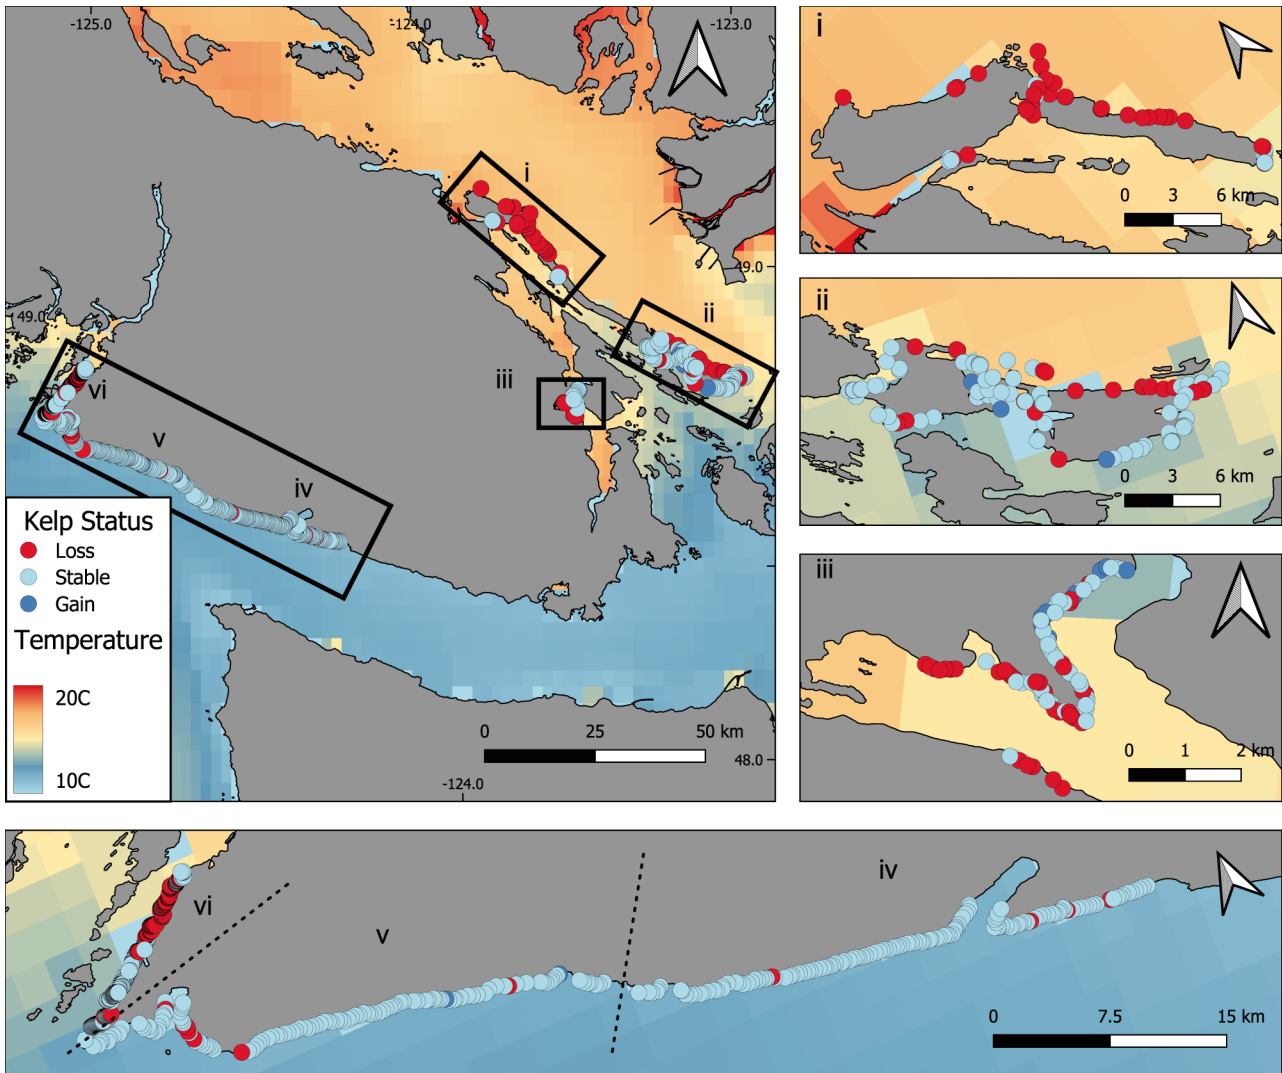 -125.0
-124.0
-123.0
i
49.0
ii
49.0
iii
vi
v
iv
Kelp Status
Loss
Stable
Gain
Temperature
20C
10C
0 25 50 km
48.0
-124.0
i
0 3 6 km
ii
0 3 6 km
iii
0 1 2 km
iv
vi
v
0 7.5 15 km